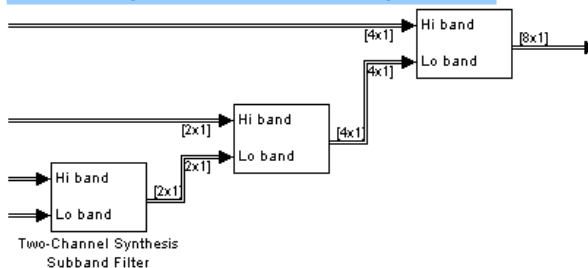 [4x1]
Hi band
[8x1]
Lo band
4x1]
[2x1]
Hi band
[4x1]
Lo band
2x1]
Hi band
[2x1]
Lo band
Two-Channel Synthesis
Subband Filter